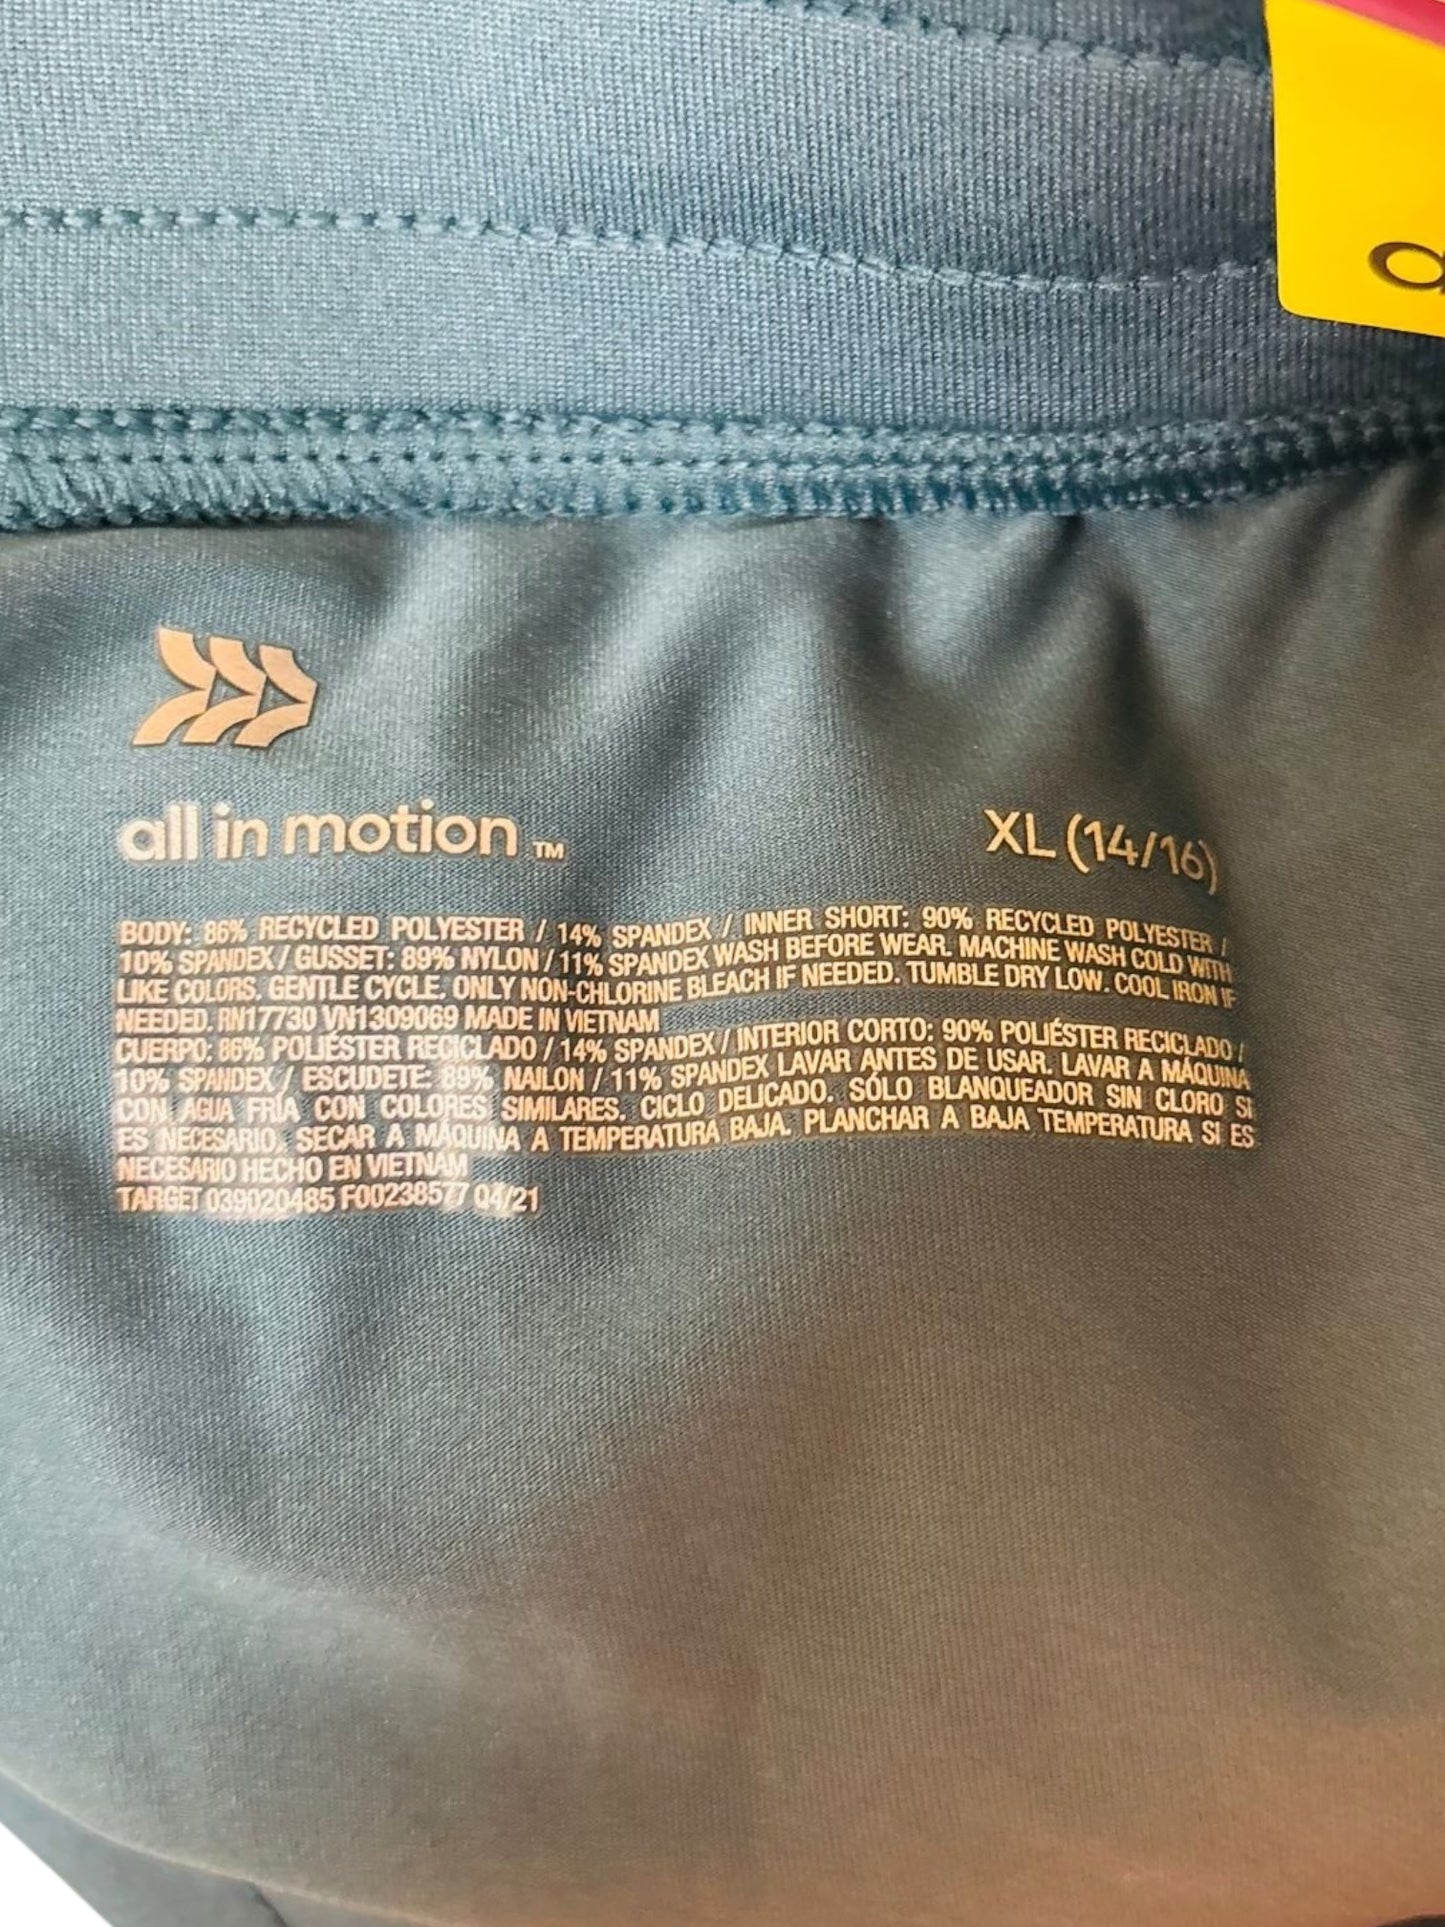 all in motion ™
XL (14/16)
BODY: 86% RECYCLED POLYESTER / 14% SPANDEX / INNER SHORT: 90% RECYCLED POLYESTER /
10% SPANDEX / GUSSET: 89% NYLON / 11% SPANDEX WASH BEFORE WEAR. MACHINE WASH COLD WITH
LIKE COLORS. GENTLE CYCLE. ONLY NON-CHLORINE BLEACH IF NEEDED. TUMBLE DRY LOW. COOL IRON IF
NEEDED. RN17730 VN1309069 MADE IN VIETNAM
CUERPO: 86% POLIÉSTER RECICLADO / 14% SPANDEX / INTERIOR CORTO: 90% POLIÉSTER RECICLADO /
10% SPANDEX / ESCUDETE: 89% NAILON / 11% SPANDEX LAVAR ANTES DE USAR. LAVAR A MÁQUINA
CON AGUA FRÍA CON COLORES SIMILARES. CICLO DELICADO. SÓLO BLANQUEADOR SIN CLORO SI
ES NECESARIO. SECAR A MÁQUINA A TEMPERATURA BAJA. PLANCHAR A BAJA TEMPERATURA SI ES
NECESARIO HECHO EN VIETNAM
TARGET 039020485 F00238577 Q4/21